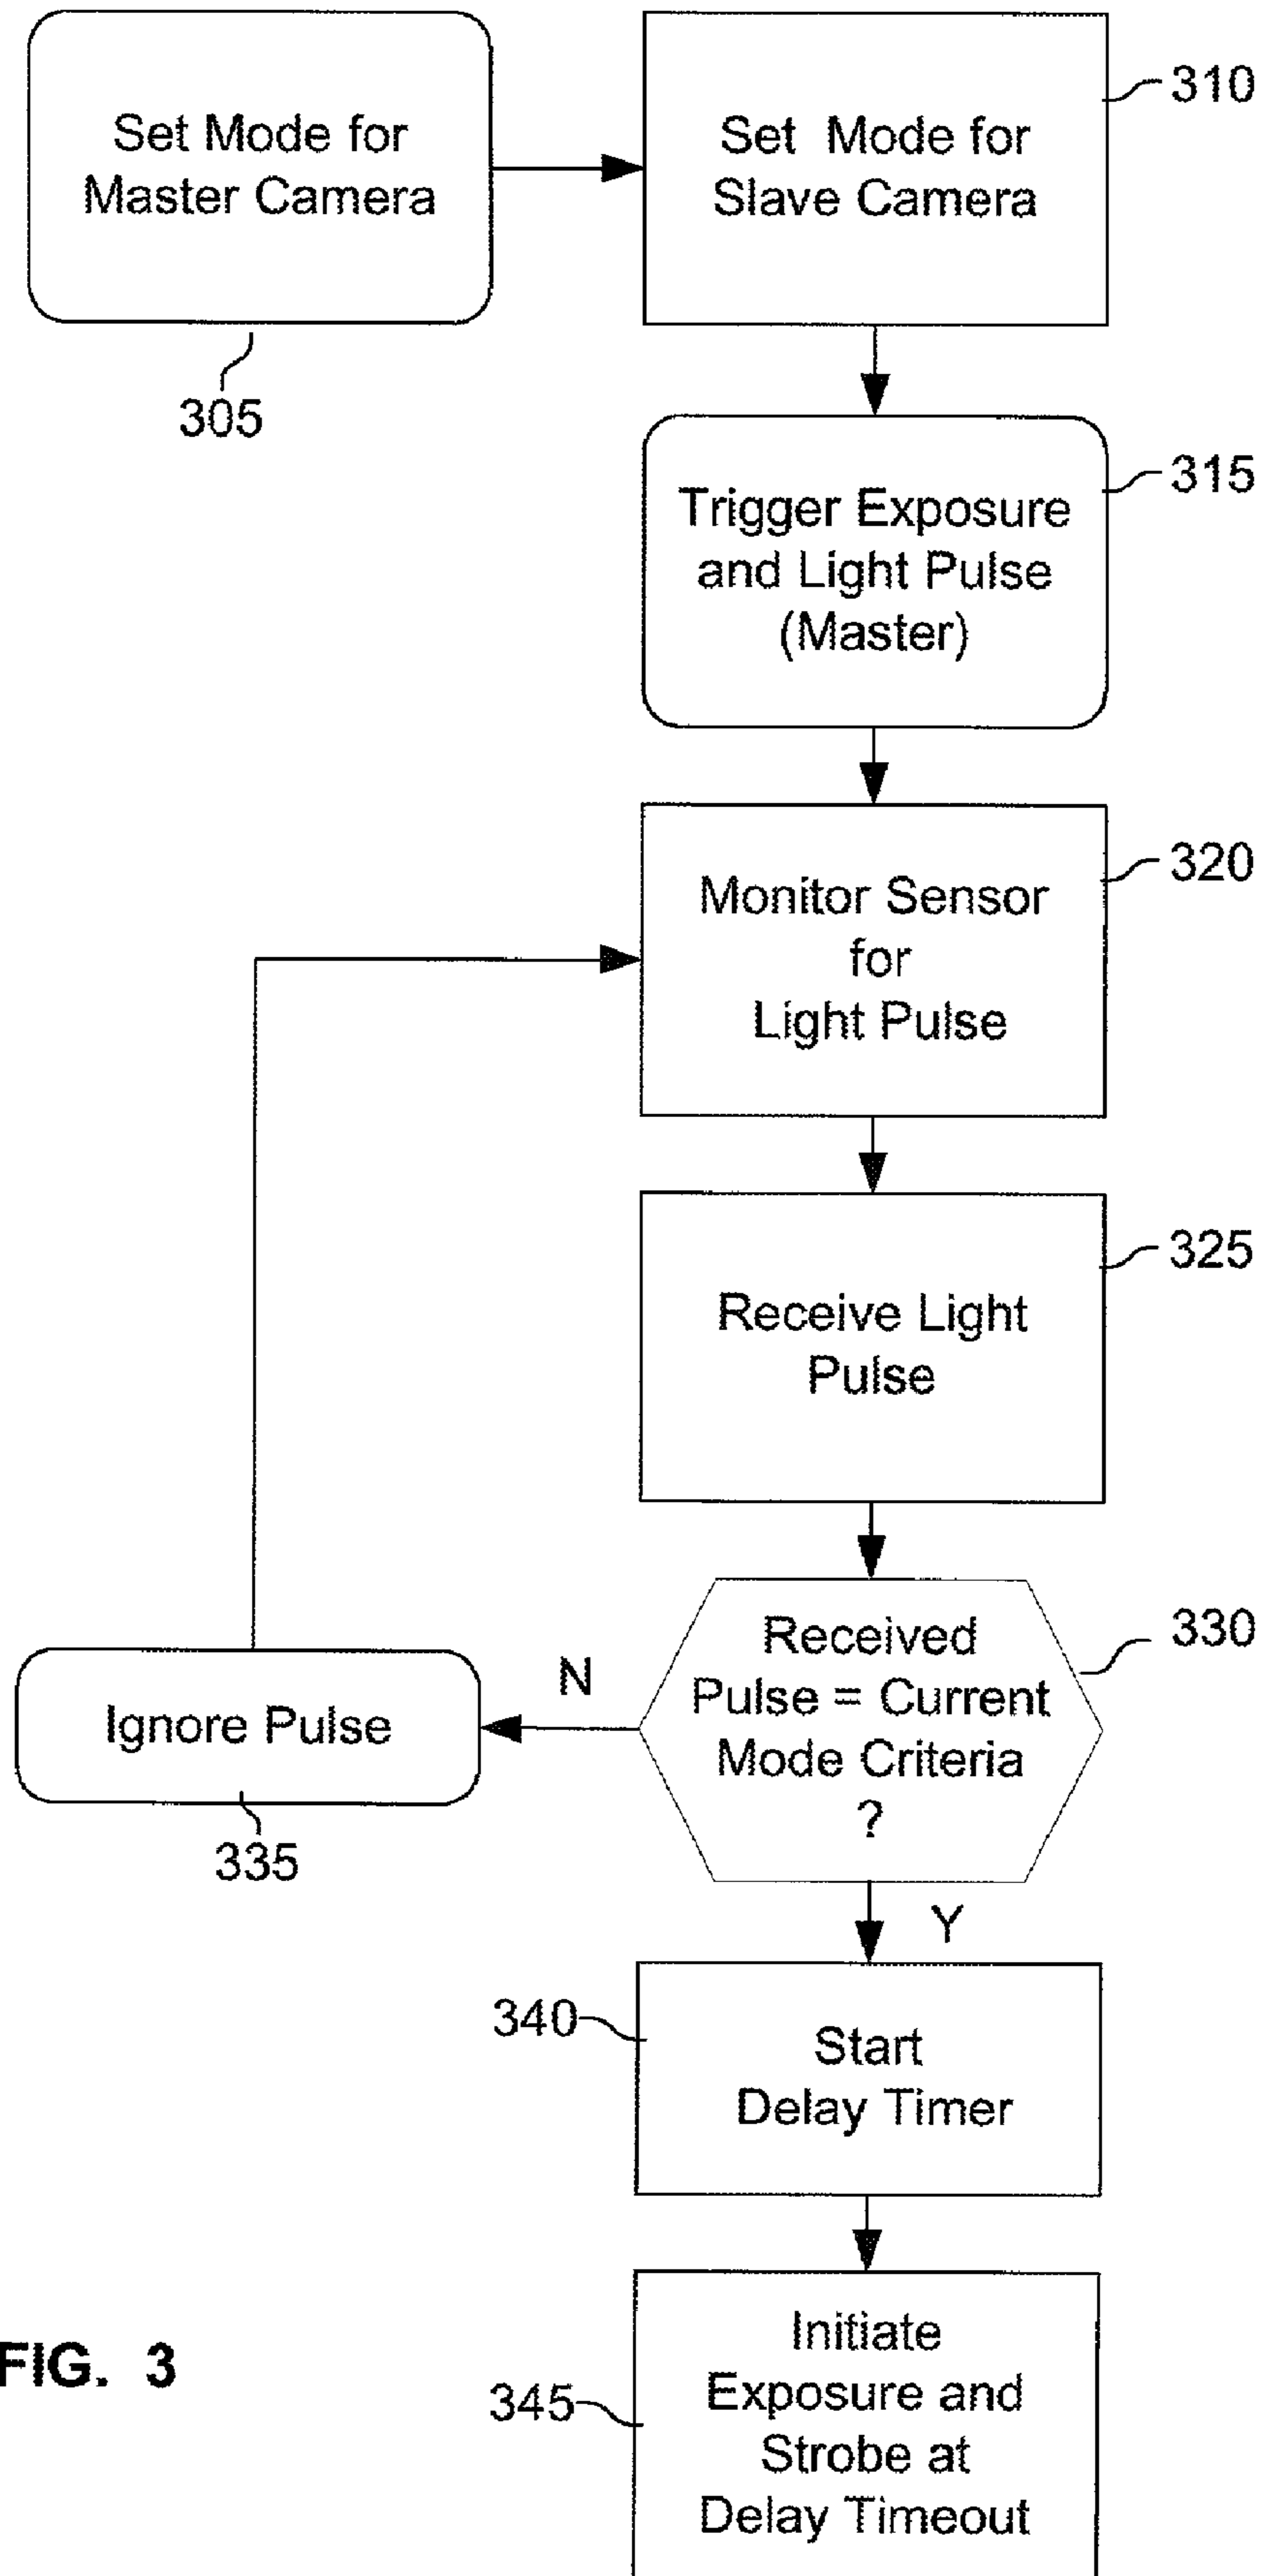 Set Mode for
Master Camera
305
Set Mode for
Slave Camera
310
Trigger Exposure
and Light Pulse
(Master)
315
Monitor Sensor
for
Light Pulse
320
Receive Light
Pulse
325
Received
Pulse = Current
Mode Criteria
?
330
N
Ignore Pulse
335
Y
340
Start
Delay Timer
345
Initiate
Exposure and
Strobe at
Delay Timeout
FIG. 3